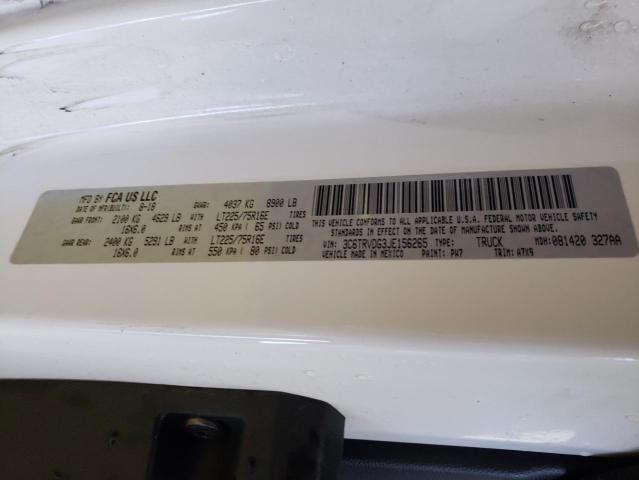 MFD BY FCA US LLC GVWR: 4037 KG 8900 LB
DATE OF MFR(BUILT): 8-18
GAWR FRONT: 2100 KG 4629 LB WITH LT225/75R16E TIRES
16X6.0 RIMS AT 450 KPA ( 65 PSI) COLD
GAWR REAR: 2400 KG 5291 LB WITH LT225/75R16E TIRES
16X6.0 RIMS AT 550 KPA ( 80 PSI) COLD
THIS VEHICLE CONFORMS TO ALL APPLICABLE U.S.A. FEDERAL MOTOR VEHICLE SAFETY
STANDARDS IN EFFECT ON THE DATE OF MANUFACTURE SHOWN ABOVE.
VIN: 3C6TRVDG3JE156265 TYPE: TRUCK MDH: 081420 327AA
VEHICLE MADE IN MEXICO PAINT: PW7 TRIM: A7X9